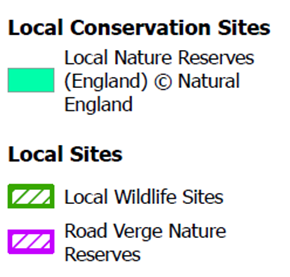 Local Conservation Sites
Local Nature Reserves
(England) © Natural
England
Local Sites
Local Wildlife Sites
Road Verge Nature
Reserves